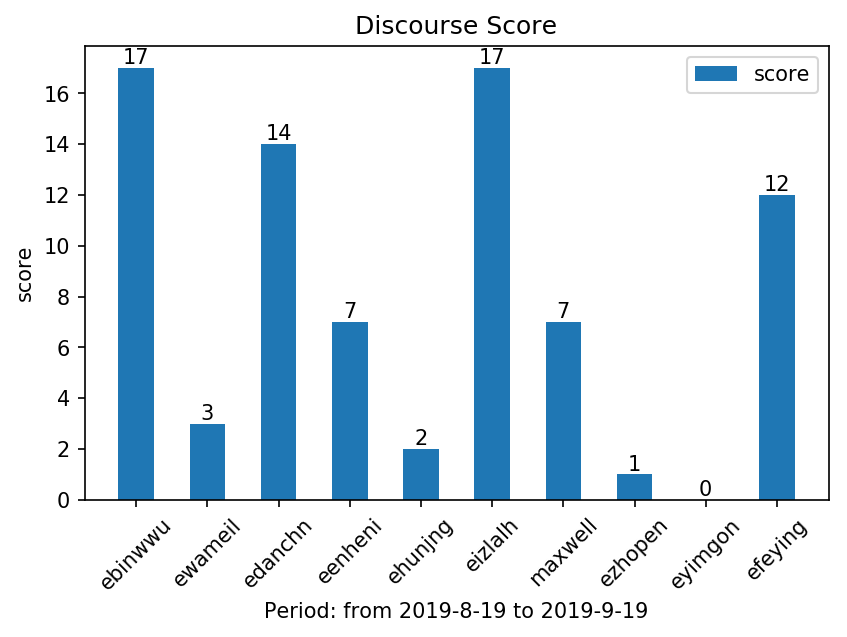 Discourse Score
17
3
14
7
2
17
7
1
0
12
score
16
14
12
10
8
6
4
2
0
score
ebinwwu
ewameil
edanchn
eenheni
ehunjng
eizlalh
maxwell
ezhopen
eyimgon
efeying
Period: from 2019-8-19 to 2019-9-19